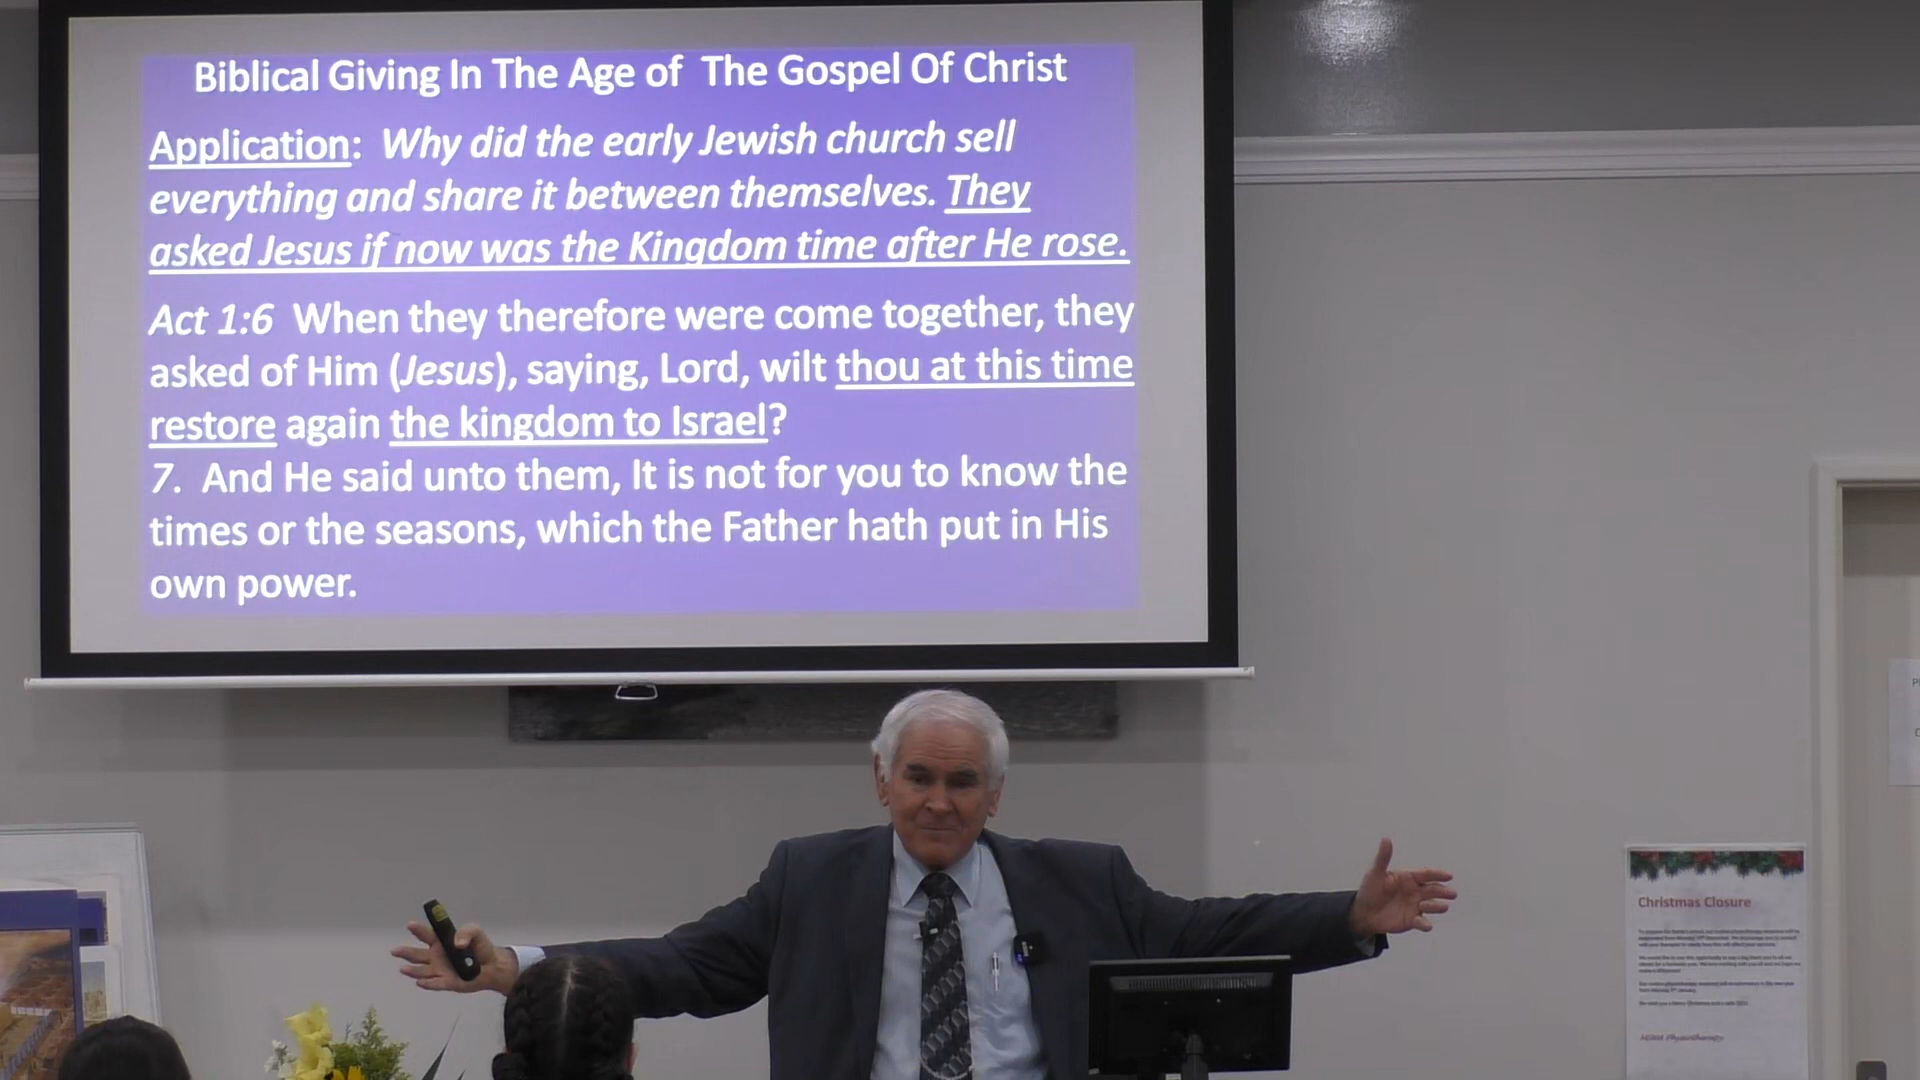 Biblical Giving In The Age of The Gospel Of Christ
Application: Why did the early Jewish church sell
everything and share it between themselves. They
asked Jesus if now was the Kingdom time after He rose.
Act 1:6 When they therefore were come together, they
asked of Him (Jesus), saying, Lord, wilt thou at this time
restore again the kingdom to Israel?
7. And He said unto them, It is not for you to know the
times or the seasons, which the Father hath put in His
own power.
Christmas Closure